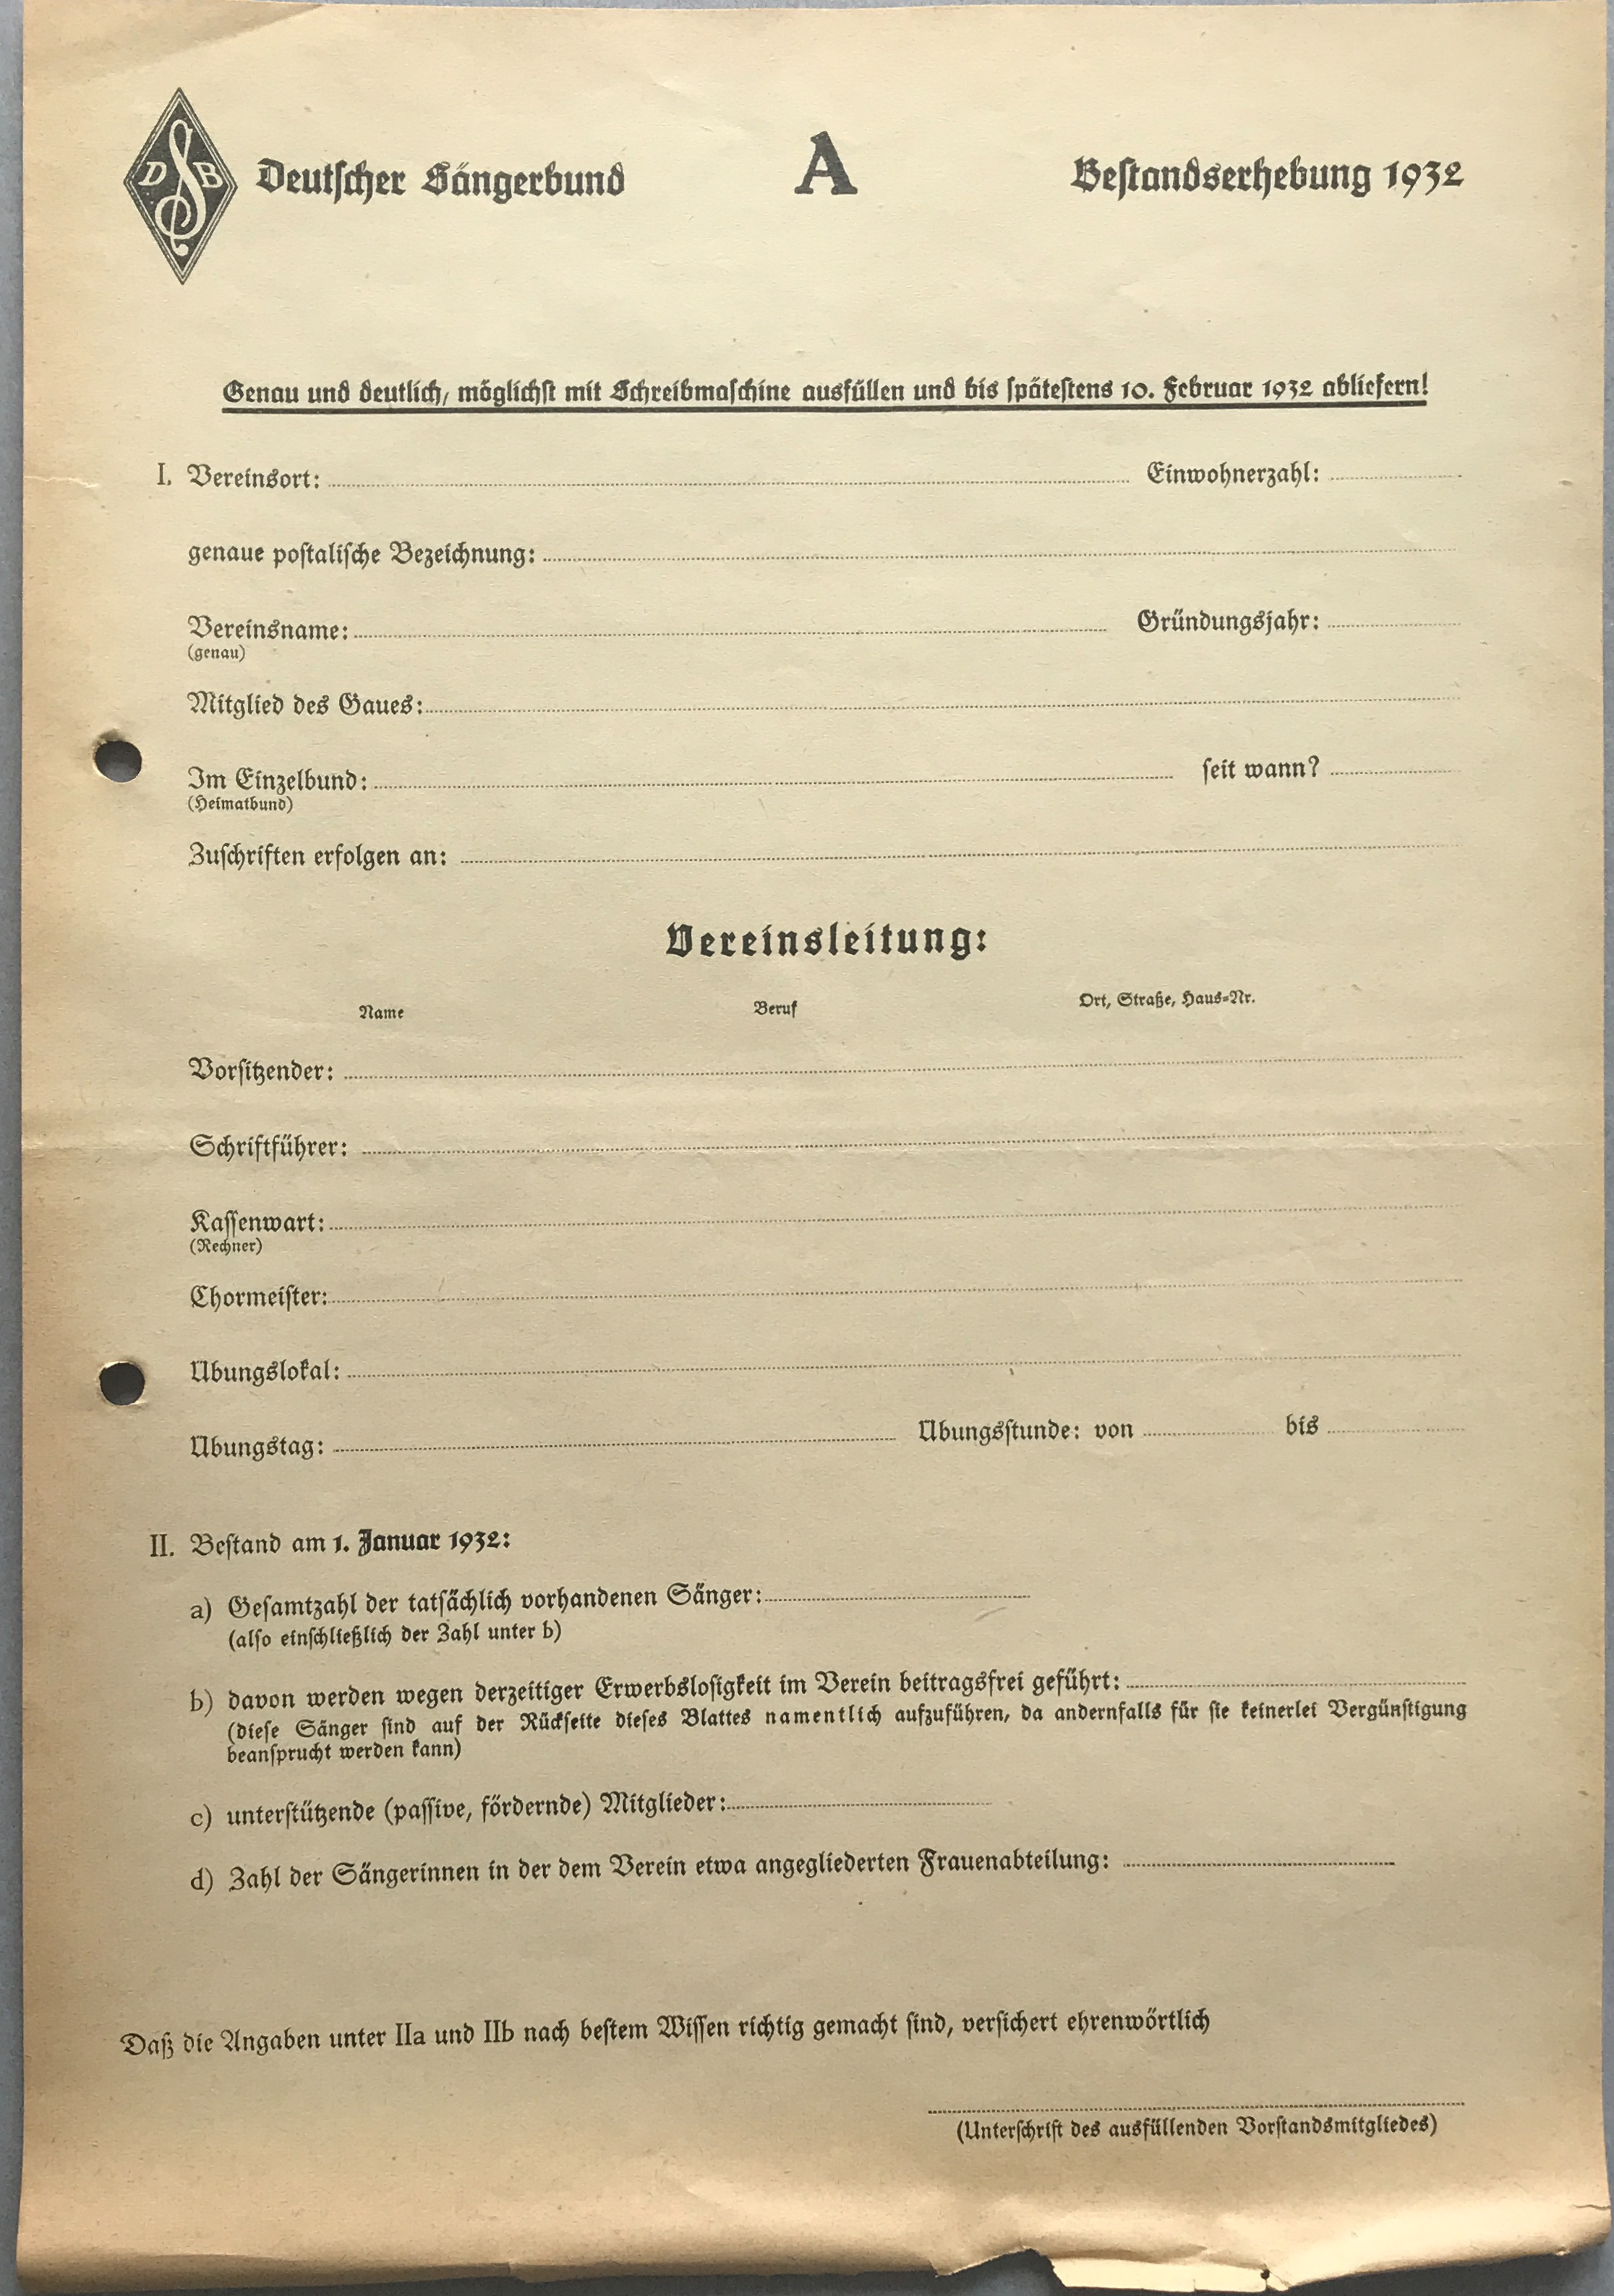 DSB Deutscher Sängerbund A Bestandserhebung 1932
Genau und deutlich, möglichst mit Schreibmaschine ausfüllen und bis spätestens 10. Februar 1932 abliefern!
I. Vereinsort: Einwohnerzahl:
genaue postalische Bezeichnung:
Vereinsname: Gründungsjahr:
(genau)
Mitglied des Gaues:
Im Einzelbund: seit wann?
(Heimatbund)
Zuschriften erfolgen an:
Vereinsleitung:
Name Beruf Ort, Straße, Haus-Nr.
Vorsitzender:
Schriftführer:
Kassenwart:
(Rechner)
Chormeister:
Übungslokal:
Übungstag: Übungsstunde: von bis
II. Bestand am 1. Januar 1932:
a) Gesamtzahl der tatsächlich vorhandenen Sänger:
(also einschließlich der Zahl unter b)
b) davon werden wegen derzeitiger Erwerbslosigkeit im Verein beitragsfrei geführt:
(diese Sänger sind auf der Rückseite dieses Blattes namentlich aufzuführen, da andernfalls für sie keinerlei Vergünstigung
beansprucht werden kann)
c) unterstützende (passive, fördernde) Mitglieder:
d) Zahl der Sängerinnen in der dem Verein etwa angegliederten Frauenabteilung:
Daß die Angaben unter IIa und IIb nach bestem Wissen richtig gemacht sind, versichert ehrenwörtlich
(Unterschrift des ausfüllenden Vorstandsmitgliedes)